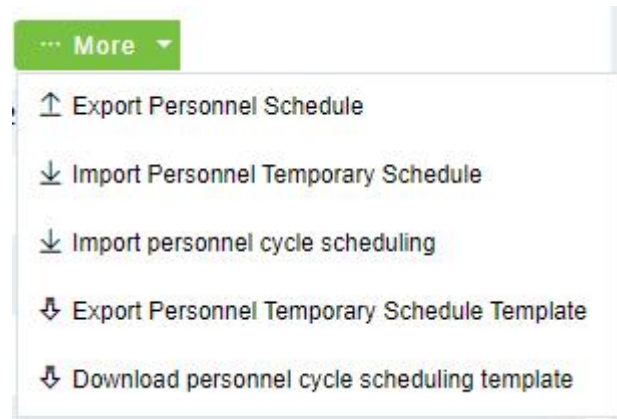 ··· More
Export Personnel Schedule
Import Personnel Temporary Schedule
Import personnel cycle scheduling
Export Personnel Temporary Schedule Template
Download personnel cycle scheduling template